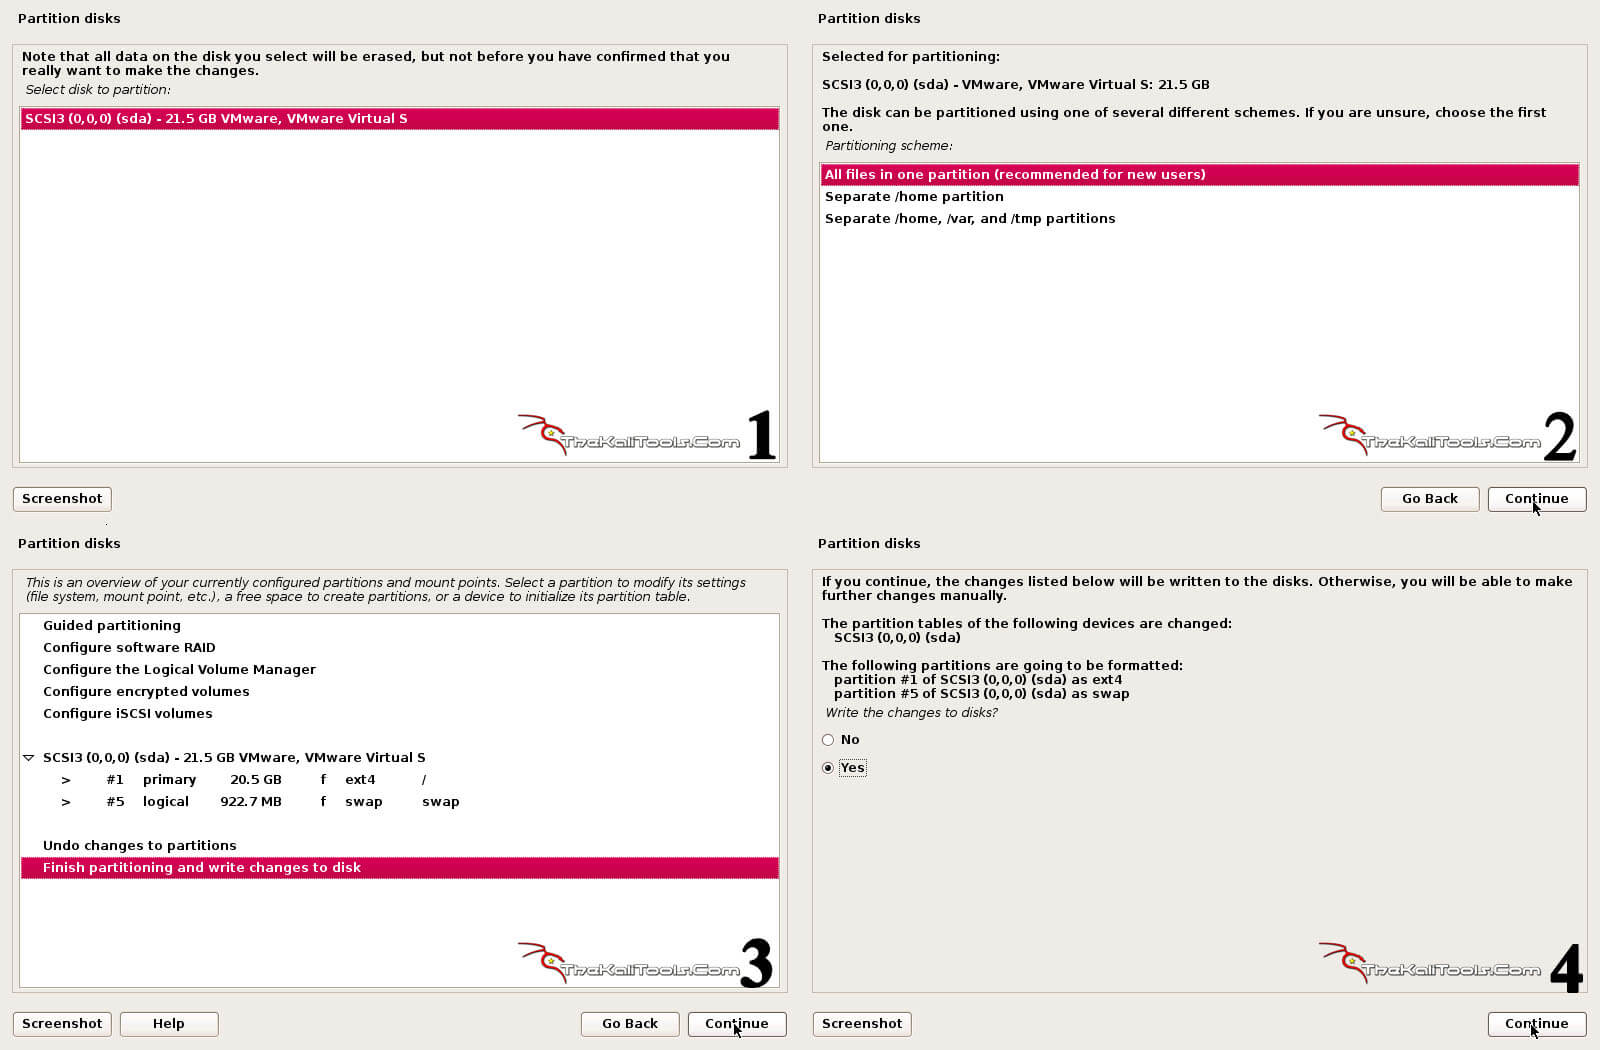 Partition disks
Note that all data on the disk you select will be erased, but not before you have confirmed that you
really want to make the changes.
Select disk to partition:
SCSI3 (0,0,0) (sda) - 21.5 GB VMware, VMware Virtual S
TheKaliTools.Com
1
Screenshot
Partition disks
Selected for partitioning:
SCSI3 (0,0,0) (sda) - VMware, VMware Virtual S: 21.5 GB
The disk can be partitioned using one of several different schemes. If you are unsure, choose the first
one.
Partitioning scheme:
All files in one partition (recommended for new users)
Separate /home partition
Separate /home, /var, and /tmp partitions
TheKaliTools.Com
2
Go Back
Continue
Partition disks
This is an overview of your currently configured partitions and mount points. Select a partition to modify its settings
(file system, mount point, etc.), a free space to create partitions, or a device to initialize its partition table.
Guided partitioning
Configure software RAID
Configure the Logical Volume Manager
Configure encrypted volumes
Configure iSCSI volumes
SCSI3 (0,0,0) (sda) - 21.5 GB VMware, VMware Virtual S
> #1 primary 20.5 GB f ext4 /
> #5 logical 922.7 MB f swap swap
Undo changes to partitions
Finish partitioning and write changes to disk
TheKaliTools.Com
3
Screenshot
Help
Go Back
Continue
Partition disks
If you continue, the changes listed below will be written to the disks. Otherwise, you will be able to make
further changes manually.
The partition tables of the following devices are changed:
SCSI3 (0,0,0) (sda)
The following partitions are going to be formatted:
partition #1 of SCSI3 (0,0,0) (sda) as ext4
partition #5 of SCSI3 (0,0,0) (sda) as swap
Write the changes to disks?
No
Yes
TheKaliTools.Com
4
Screenshot
Continue